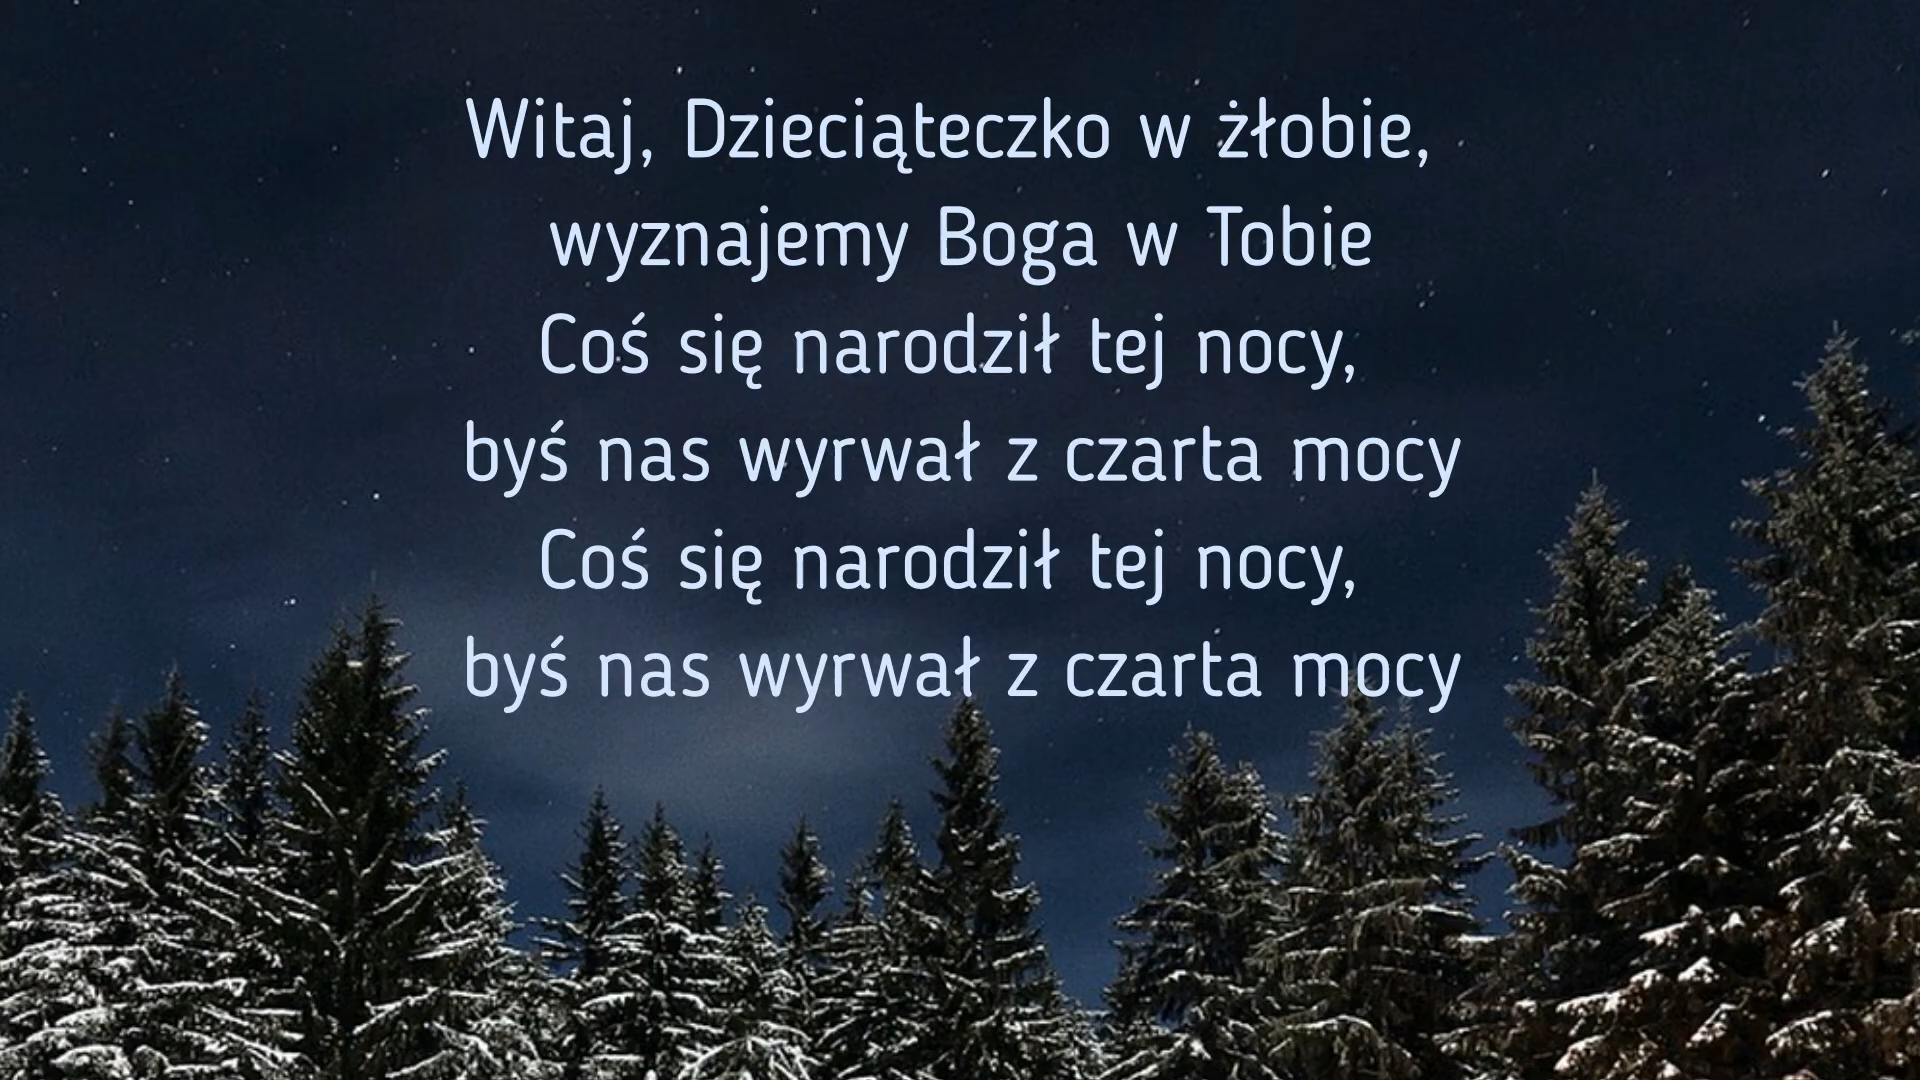 Witaj, Dzieciąteczko w żłobie,
wyznajemy Boga w Tobie
Coś się narodził tej nocy,
byś nas wyrwał z czarta mocy
Coś się narodził tej nocy,
byś nas wyrwał z czarta mocy